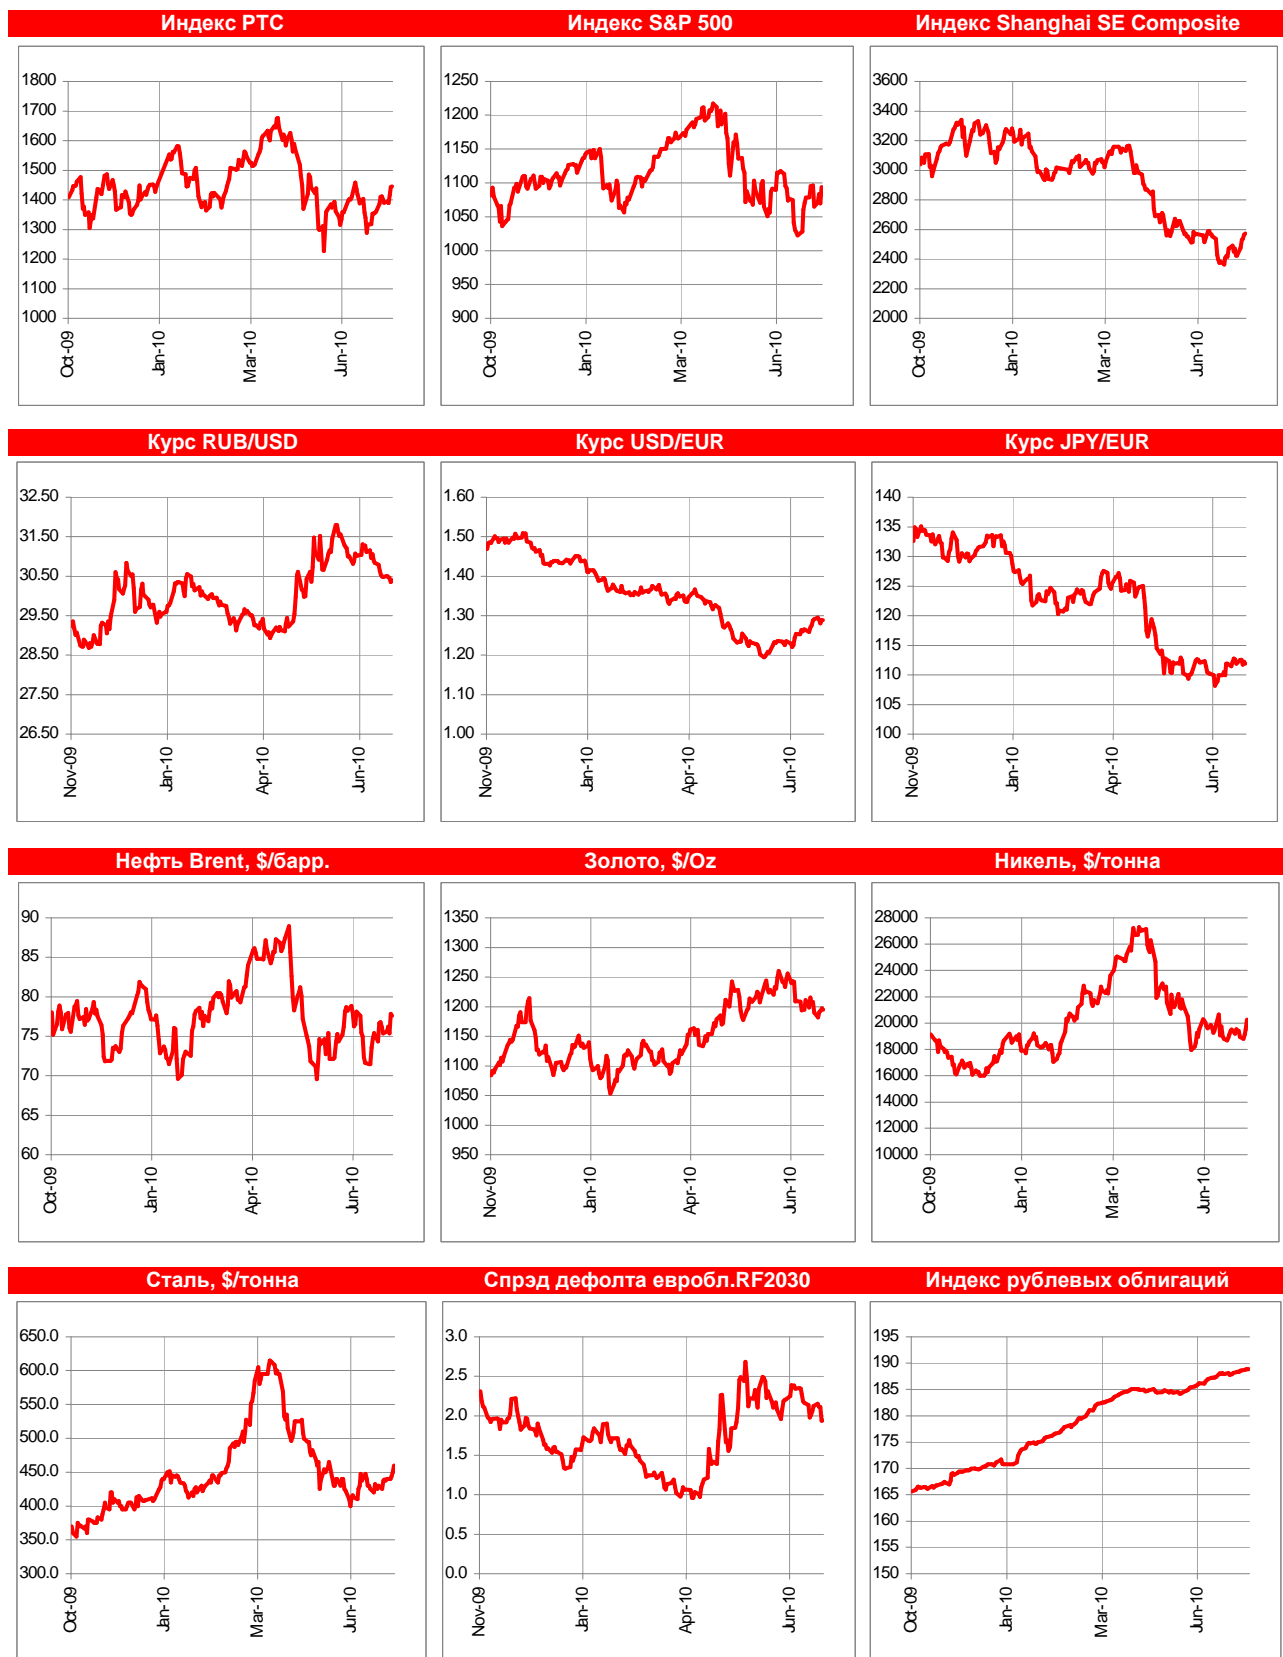 Индекс РТС
1800
1700
1600
1500
1400
1300
1200
1100
1000
Oct-09
Jan-10
Mar-10
Jun-10
Индекс S&P 500
1250
1200
1150
1100
1050
1000
950
900
Oct-09
Jan-10
Mar-10
Jun-10
Индекс Shanghai SE Composite
3600
3400
3200
3000
2800
2600
2400
2200
2000
Oct-09
Jan-10
Mar-10
Jun-10
Курс RUB/USD
32.50
31.50
30.50
29.50
28.50
27.50
26.50
Nov-09
Jan-10
Apr-10
Jun-10
Курс USD/EUR
1.60
1.50
1.40
1.30
1.20
1.10
1.00
Nov-09
Jan-10
Apr-10
Jun-10
Курс JPY/EUR
140
135
130
125
120
115
110
105
100
Nov-09
Jan-10
Apr-10
Jun-10
Нефть Brent, $/барр.
90
85
80
75
70
65
60
Oct-09
Jan-10
Apr-10
Jun-10
Золото, $/Oz
1350
1300
1250
1200
1150
1100
1050
1000
950
Nov-09
Jan-10
Apr-10
Jun-10
Никель, $/тонна
28000
26000
24000
22000
20000
18000
16000
14000
12000
10000
Oct-09
Jan-10
Mar-10
Jun-10
Сталь, $/тонна
650.0
600.0
550.0
500.0
450.0
400.0
350.0
300.0
Oct-09
Jan-10
Mar-10
Jun-10
Спрэд дефолта евробл.RF2030
3.0
2.5
2.0
1.5
1.0
0.5
0.0
Nov-09
Jan-10
Apr-10
Jun-10
Индекс рублевых облигаций
195
190
185
180
175
170
165
160
155
150
Oct-09
Jan-10
Mar-10
Jun-10